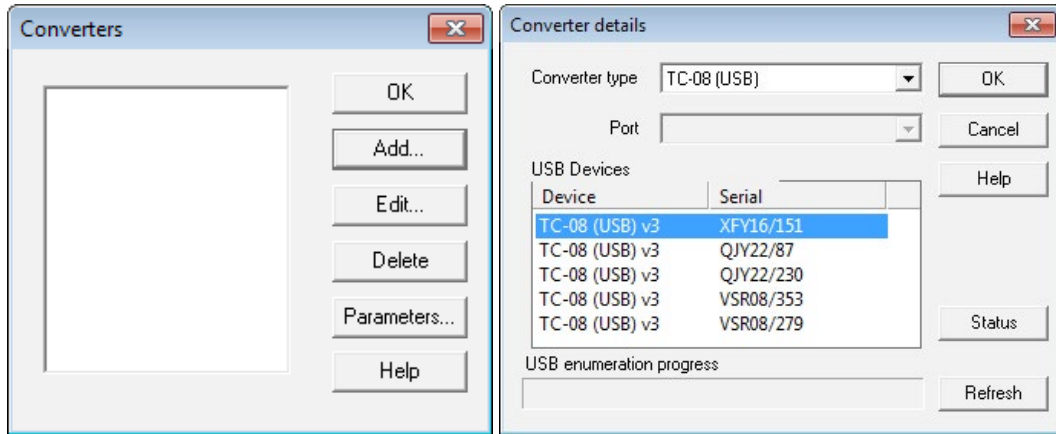 Converters
OK
Add...
Edit...
Delete
Parameters...
Help
Converter details
Converter type TC-08 (USB) OK
Port Cancel
USB Devices Help
Device Serial
TC-08 (USB) v3 XFY16/151
TC-08 (USB) v3 QJY22/87
TC-08 (USB) v3 QJY22/230
TC-08 (USB) v3 VSR08/353
TC-08 (USB) v3 VSR08/279
Status
USB enumeration progress
Refresh